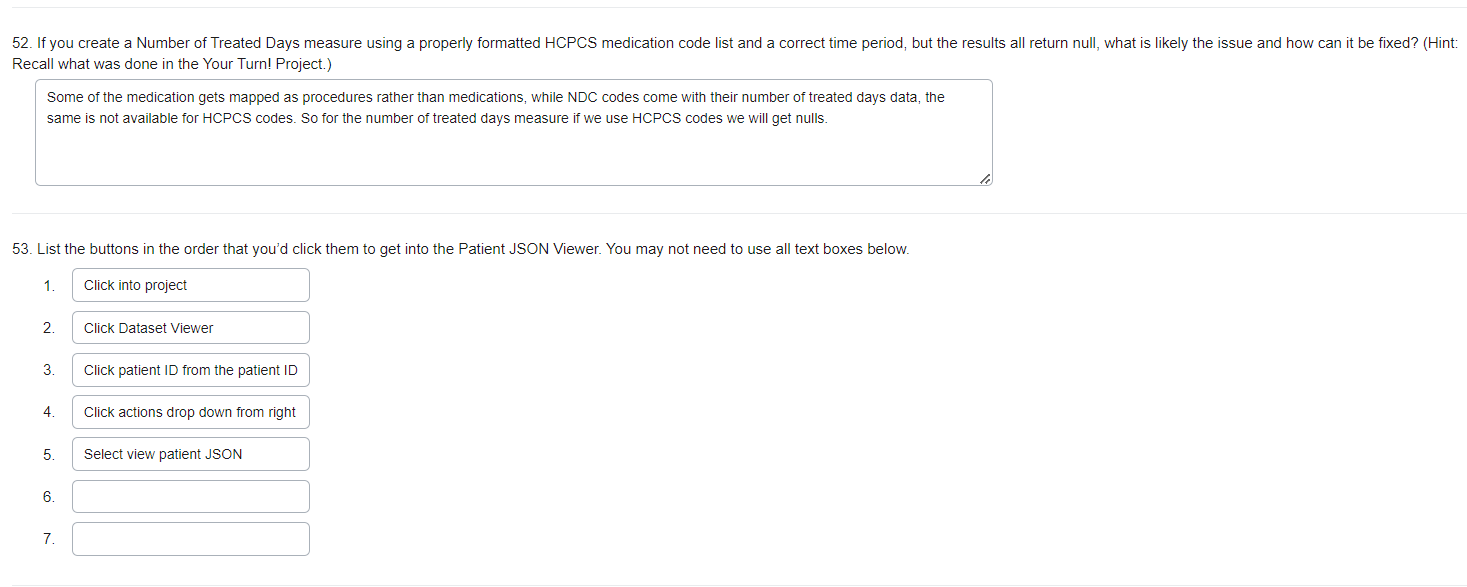 52. If you create a Number of Treated Days measure using a properly formatted HCPCS medication code list and a correct time period, but the results all return null, what is likely the issue and how can it be fixed? (Hint:
Recall what was done in the Your Turn! Project.)
Some of the medication gets mapped as procedures rather than medications, while NDC codes come with their number of treated days data, the
same is not available for HCPCS codes. So for the number of treated days measure if we use HCPCS codes we will get nulls.
53. List the buttons in the order that you'd click them to get into the Patient JSON Viewer. You may not need to use all text boxes below.
1. Click into project
2. Click Dataset Viewer
3. Click patient ID from the patient ID
4. Click actions drop down from right
5. Select view patient JSON
6.
7.